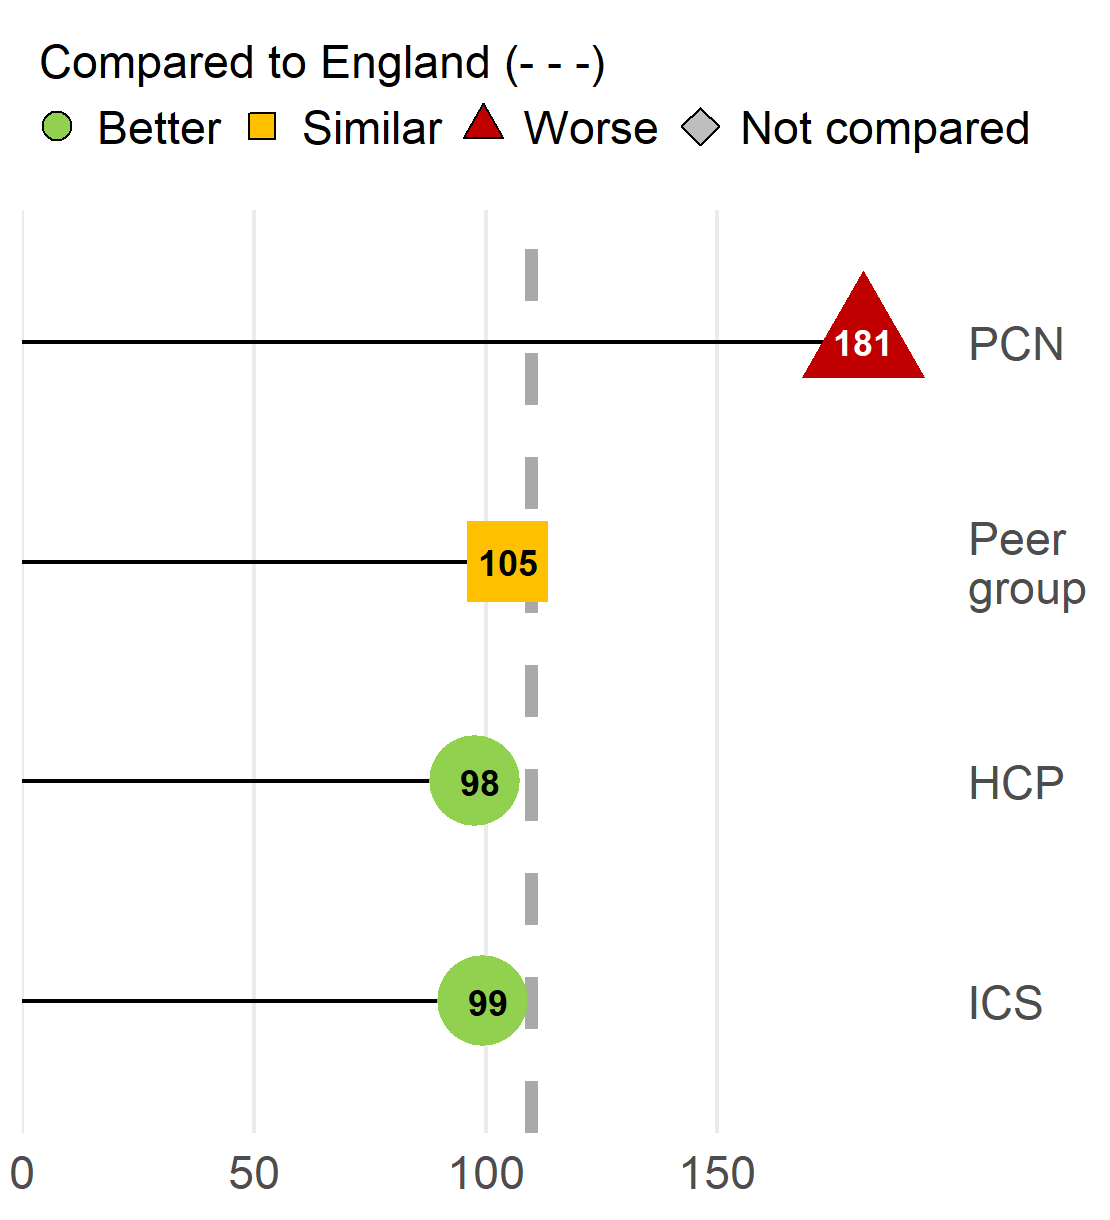 Compared to England (- - -)
Better Similar Worse Not compared
181 PCN
105 Peer
group
98 HCP
99 ICS
0 50 100 150